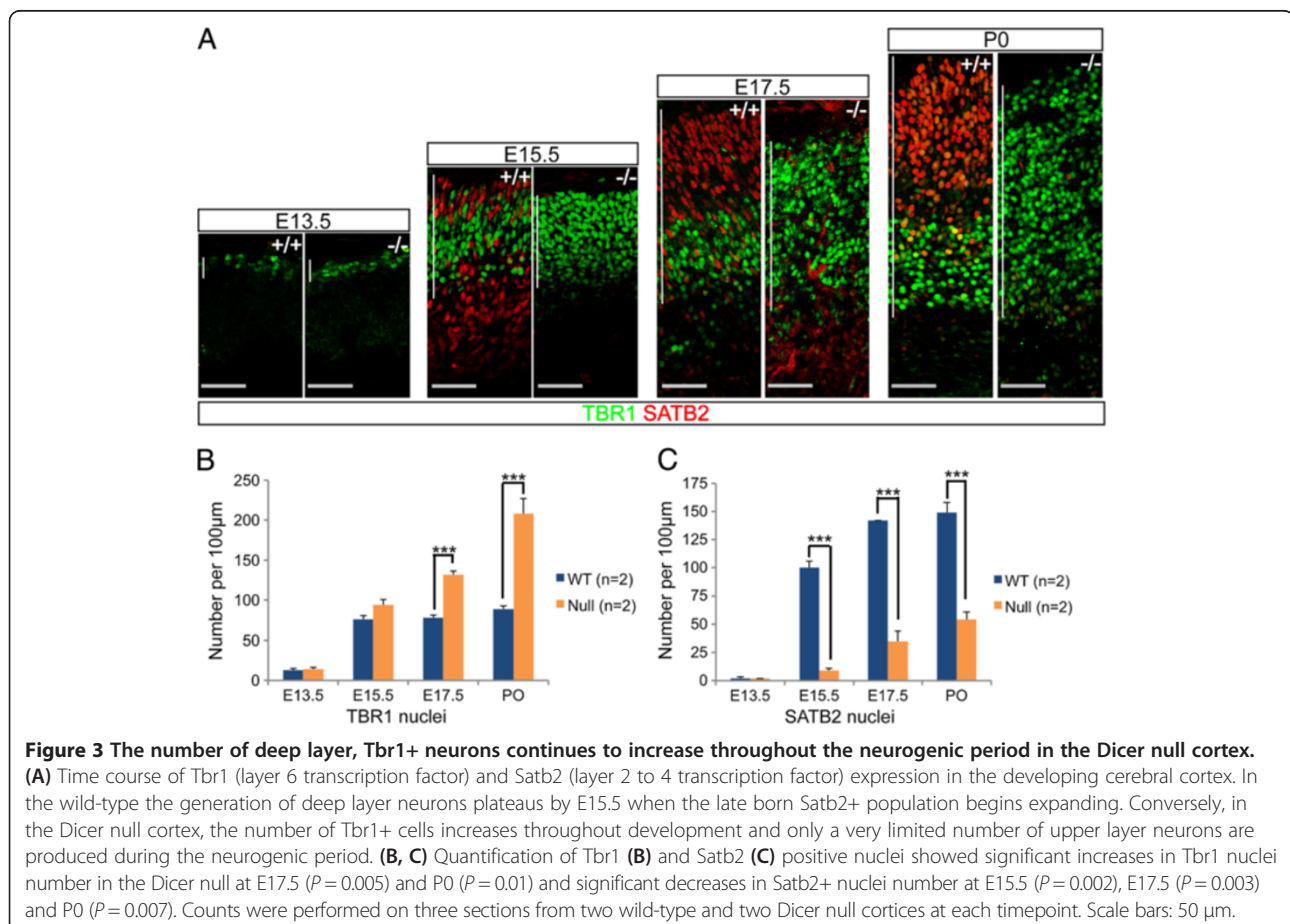 A
E13.5
+/+
-/-
E15.5
+/+
-/-
E17.5
+/+
-/-
P0
+/+
-/-
TBR1 SATB2
B
Number per 100μm
250
200
150
100
50
0
***
***
E13.5 E15.5 E17.5 PO
TBR1 nuclei
WT (n=2)
Null (n=2)
C
Number per 100μm
175
150
125
100
75
50
25
0
***
***
***
E13.5 E15.5 E17.5 PO
SATB2 nuclei
WT (n=2)
Null (n=2)
Figure 3 The number of deep layer, Tbr1+ neurons continues to increase throughout the neurogenic period in the Dicer null cortex.
(A) Time course of Tbr1 (layer 6 transcription factor) and Satb2 (layer 2 to 4 transcription factor) expression in the developing cerebral cortex. In
the wild-type the generation of deep layer neurons plateaus by E15.5 when the late born Satb2+ population begins expanding. Conversely, in
the Dicer null cortex, the number of Tbr1+ cells increases throughout development and only a very limited number of upper layer neurons are
produced during the neurogenic period. (B, C) Quantification of Tbr1 (B) and Satb2 (C) positive nuclei showed significant increases in Tbr1 nuclei
number in the Dicer null at E17.5 (P = 0.005) and P0 (P = 0.01) and significant decreases in Satb2+ nuclei number at E15.5 (P = 0.002), E17.5 (P = 0.003)
and P0 (P = 0.007). Counts were performed on three sections from two wild-type and two Dicer null cortices at each timepoint. Scale bars: 50 μm.